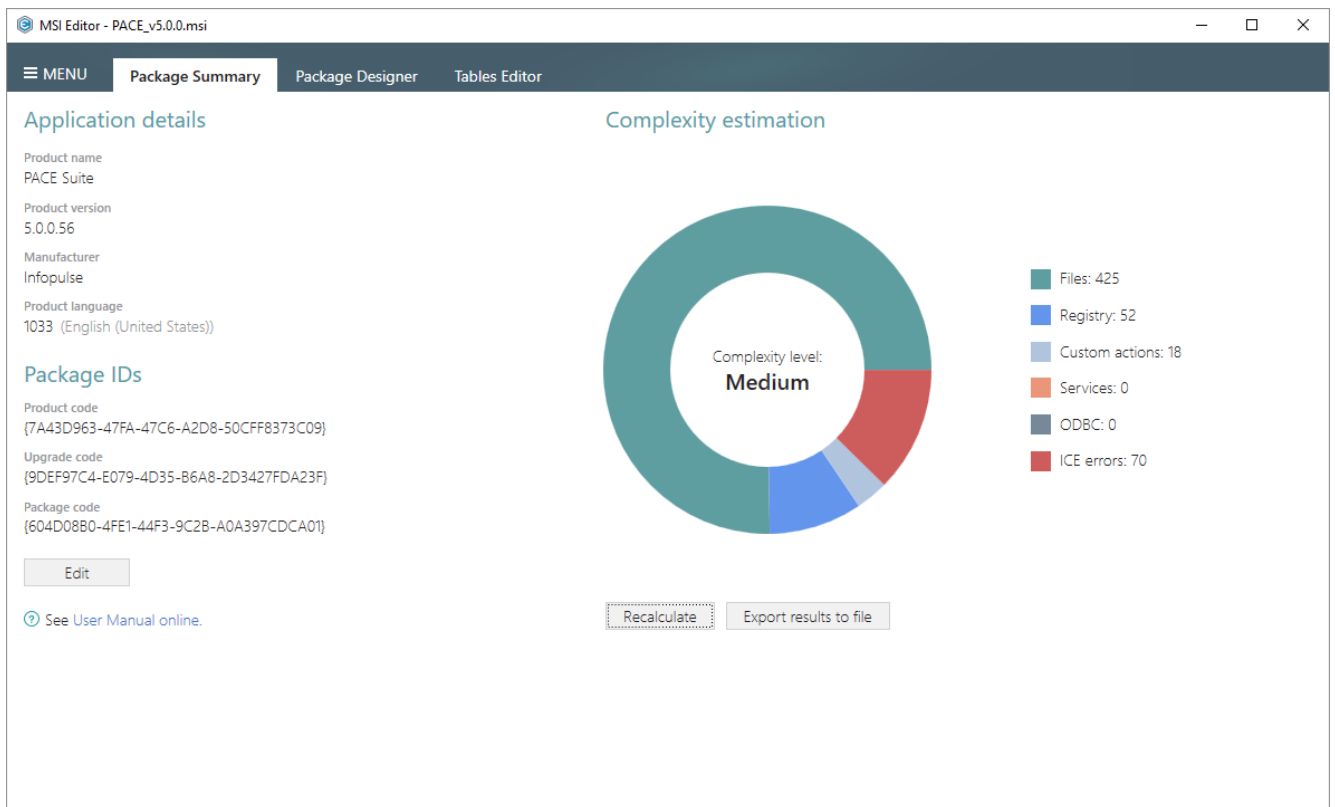 MSI Editor - PACE_v5.0.0.msi
MENU
Package Summary
Package Designer
Tables Editor
Application details
Product name
PACE Suite
Product version
5.0.0.56
Manufacturer
Infopulse
Product language
1033 (English (United States))
Package IDs
Product code
{7A43D963-47FA-47C6-A2D8-50CFF8373C09}
Upgrade code
{9DEF97C4-E079-4D35-B6A8-2D3427FDA23F}
Package code
{604D08B0-4FE1-44F3-9C2B-A0A397CDCA01}
Edit
See User Manual online.
Complexity estimation
Complexity level:
Medium
Files: 425
Registry: 52
Custom actions: 18
Services: 0
ODBC: 0
ICE errors: 70
Recalculate
Export results to file